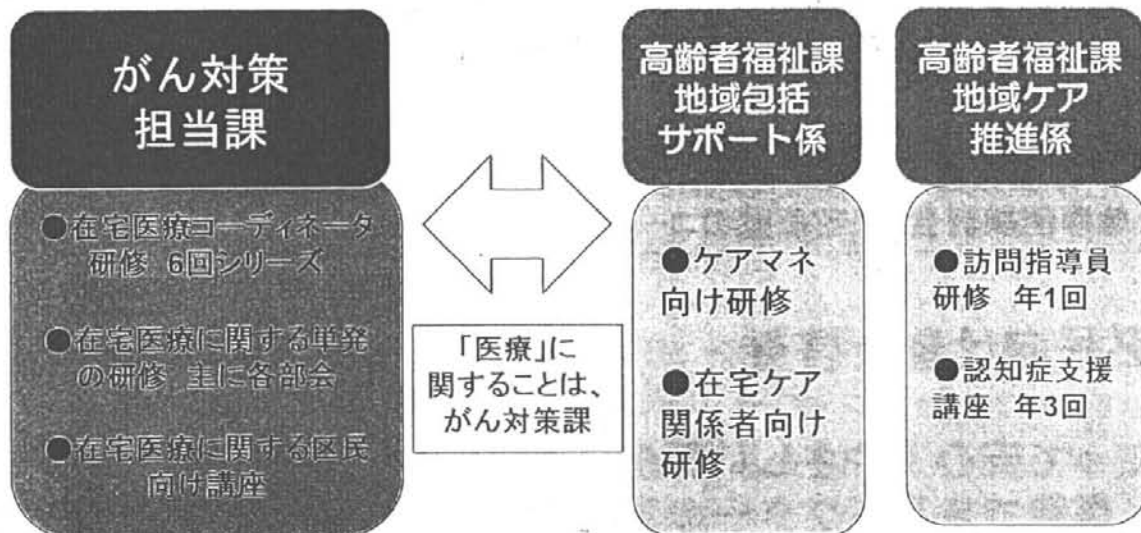 がん対策
担当課
●在宅医療コーディネータ
研修 6回シリーズ
●在宅医療に関する単発
の研修 主に各部会
●在宅医療に関する区民
向け講座
「医療」に
関することは、
がん対策課
高齢者福祉課
地域包括
サポート係
●ケアマネ
向け研修
●在宅ケア
関係者向け
研修
高齢者福祉課
地域ケア
推進係
●訪問指導員
研修 年1回
●認知症支援
講座 年3回